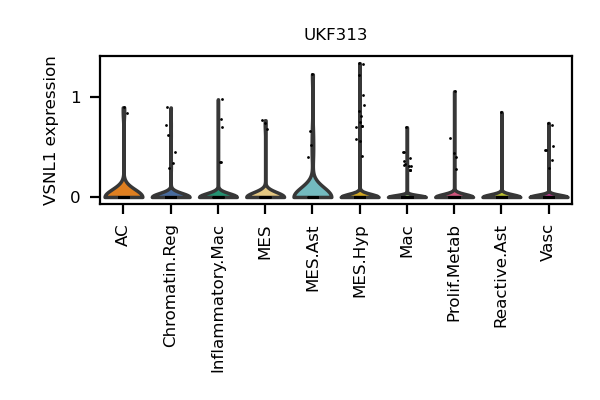 UKF313
VSNL1 expression
1
0
AC
Chromatin.Reg
Inflammatory.Mac
MES
MES.Ast
MES.Hyp
Mac
Prolif.Metab
Reactive.Ast
Vasc